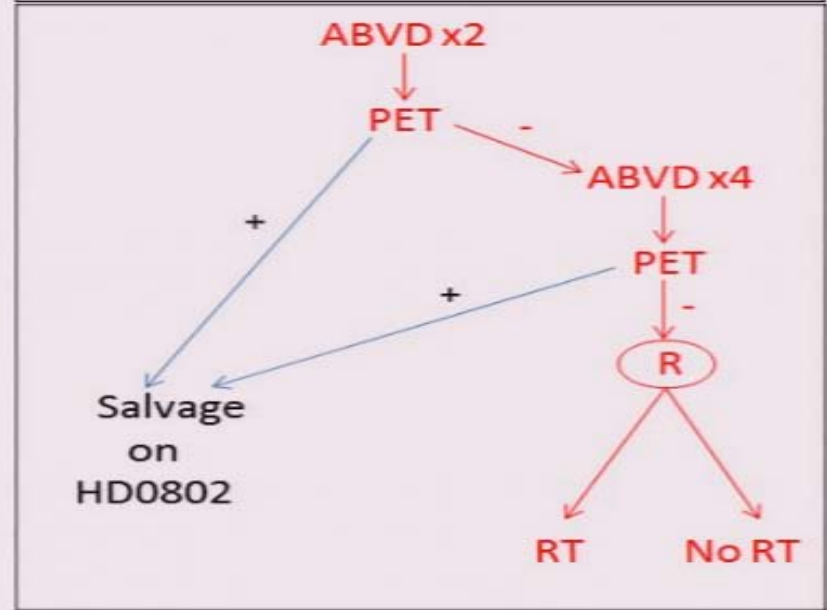 ABVD x2
PET
-
ABVD x4
+
PET
+
-
R
Salvage
on
HD0802
RT
No RT